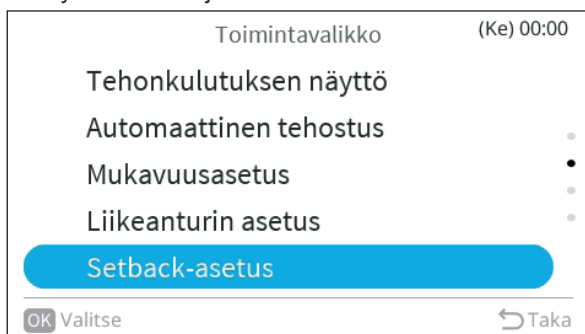 Toimintavalikko
(Ke) 00:00
Tehonkulutuksen näyttö
Automaattinen tehostus
Mukavuusasetus
Liikeanturin asetus
Setback-asetus
OK Valitse
Taka